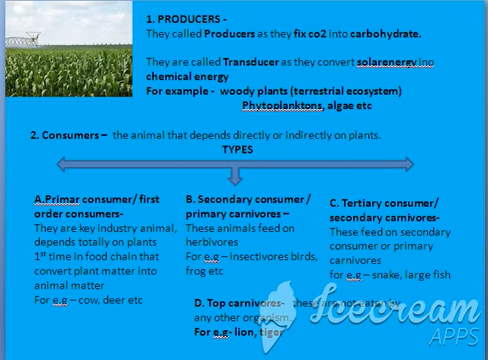 1. PRODUCERS -
They called Producers as they fix co2 into carbohydrate.
They are called Transducer as they convert solarenergy ino
chemical energy
For example - woody plants (terrestrial ecosystem)
Phytoplanktons, algae etc
2. Consumers – the animal that depends directly or indirectly on plants.
TYPES
A.Primar consumer/ first
order consumers-
They are key industry animal,
depends totally on plants
1st time in food chain that
convert plant matter into
animal matter
For e.g – cow, deer etc
B. Secondary consumer /
primary carnivores –
These animals feed on
herbivores
For e.g – insectivores birds,
frog etc
C. Tertiary consumer/
secondary carnivores-
These feed on secondary
consumer or primary
carnivores
for e.g – snake, large fish
D. Top carnivores- these are not eaten by
any other organism.
For e.g- lion, tiger
Icecream
APPS